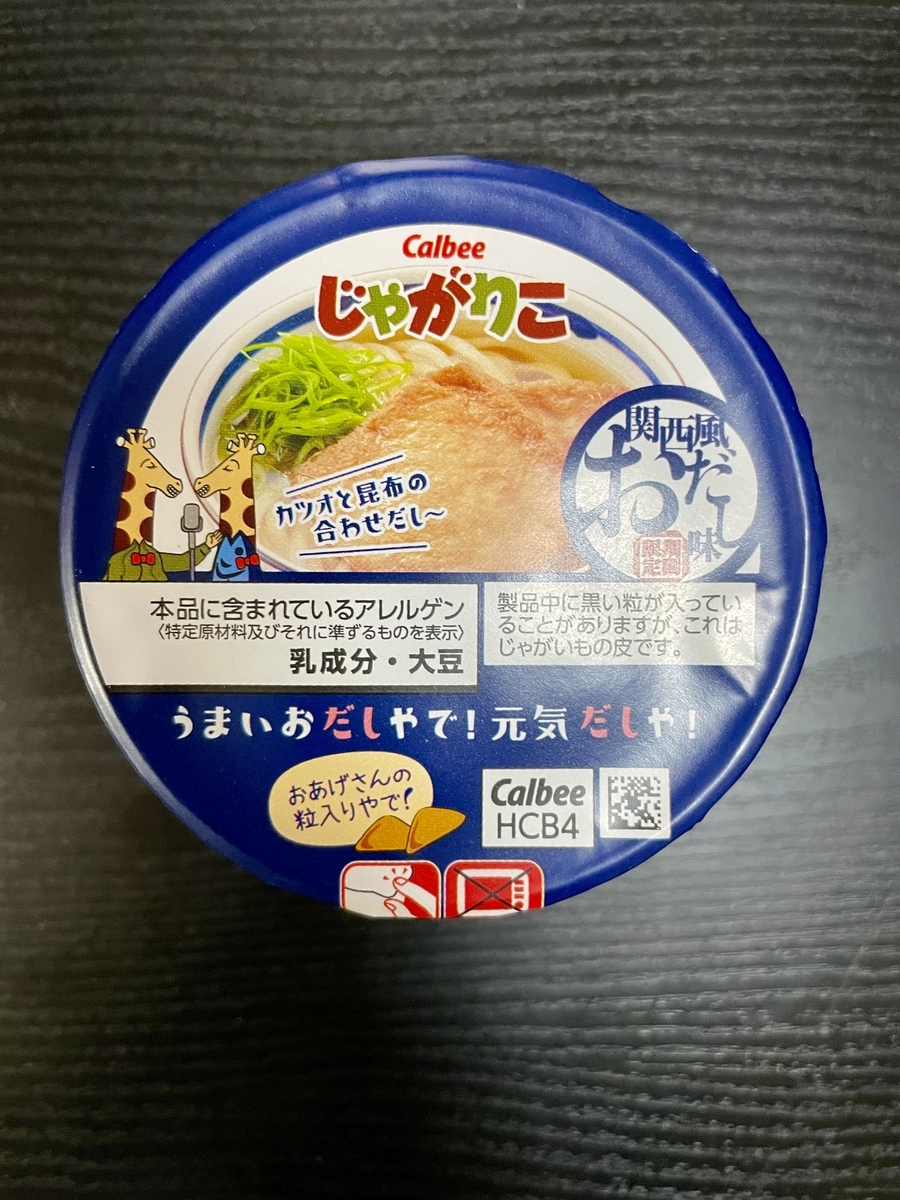 Calbee
じゃがりこ
関西風
おだし味
期間
限定
カツオと昆布の
合わせだし~
本品に含まれているアレルゲン
〈特定原材料及びそれに準ずるものを表示〉
乳成分・大豆
製品中に黒い粒が入ってい
ることがありますが、これは
じゃがいもの皮です。
うまいおだしやで!元気だしや!
おあげさんの
粒入りやで!
Calbee
HCB4